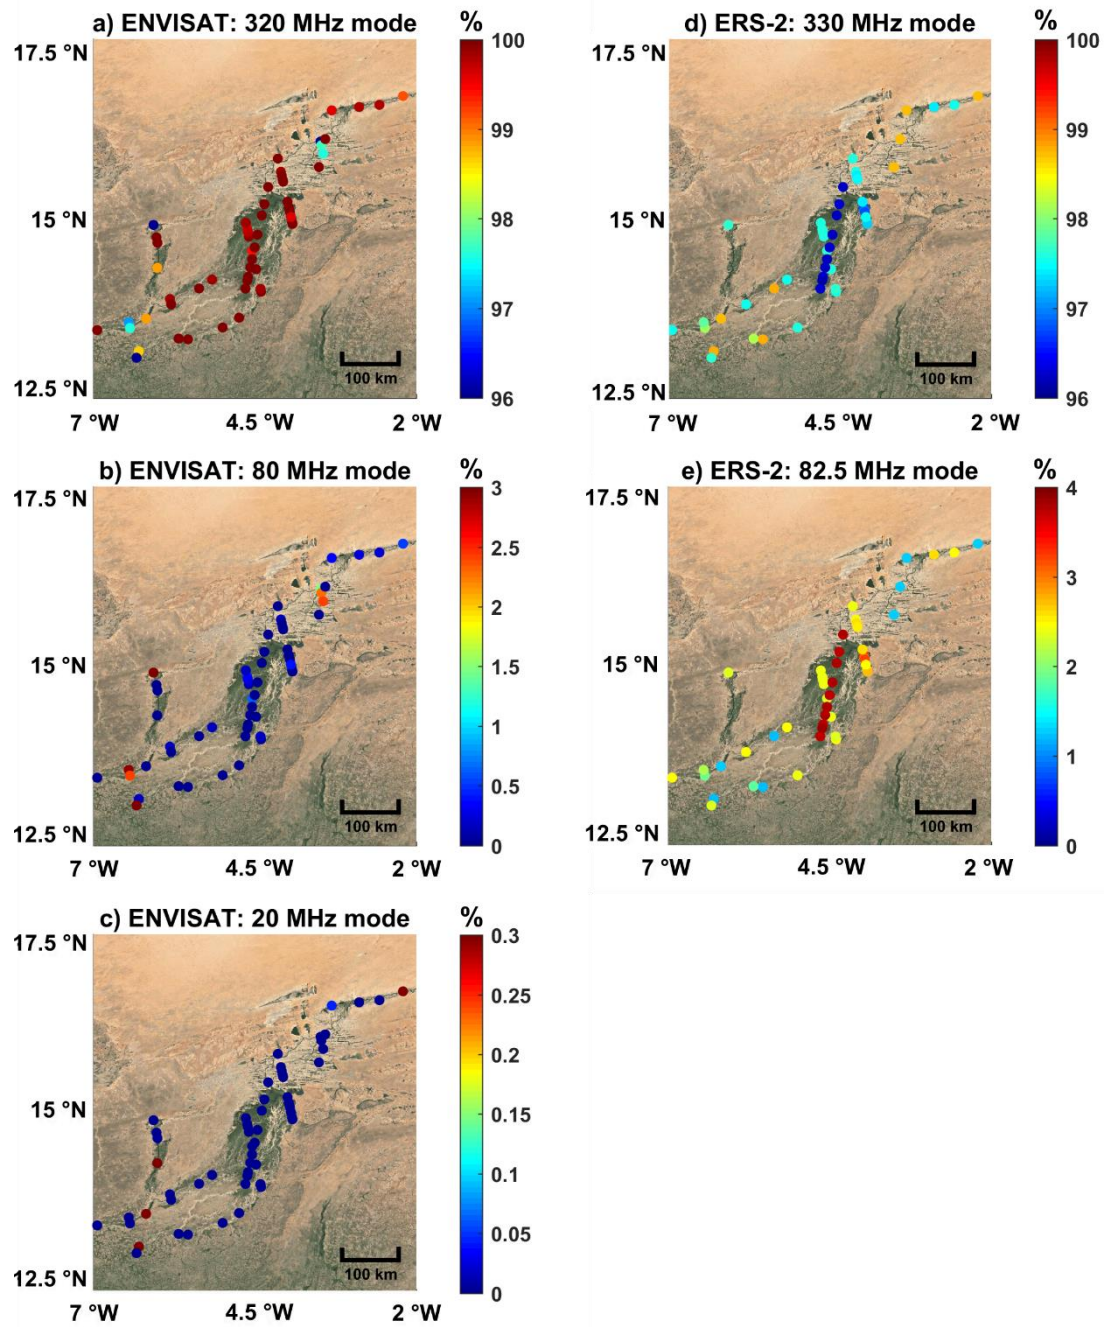 a) ENVISAT: 320 MHz mode
%
17.5 °N
15 °N
12.5 °N
7 °W
4.5 °W
2 °W
100 km
100
99
98
97
96
d) ERS-2: 330 MHz mode
%
17.5 °N
15 °N
12.5 °N
7 °W
4.5 °W
2 °W
100 km
100
99
98
97
96
b) ENVISAT: 80 MHz mode
%
17.5 °N
15 °N
12.5 °N
7 °W
4.5 °W
2 °W
100 km
3
2.5
2
1.5
1
0.5
0
e) ERS-2: 82.5 MHz mode
%
17.5 °N
15 °N
12.5 °N
7 °W
4.5 °W
2 °W
100 km
4
3
2
1
0
c) ENVISAT: 20 MHz mode
%
17.5 °N
15 °N
12.5 °N
7 °W
4.5 °W
2 °W
100 km
0.3
0.25
0.2
0.15
0.1
0.05
0